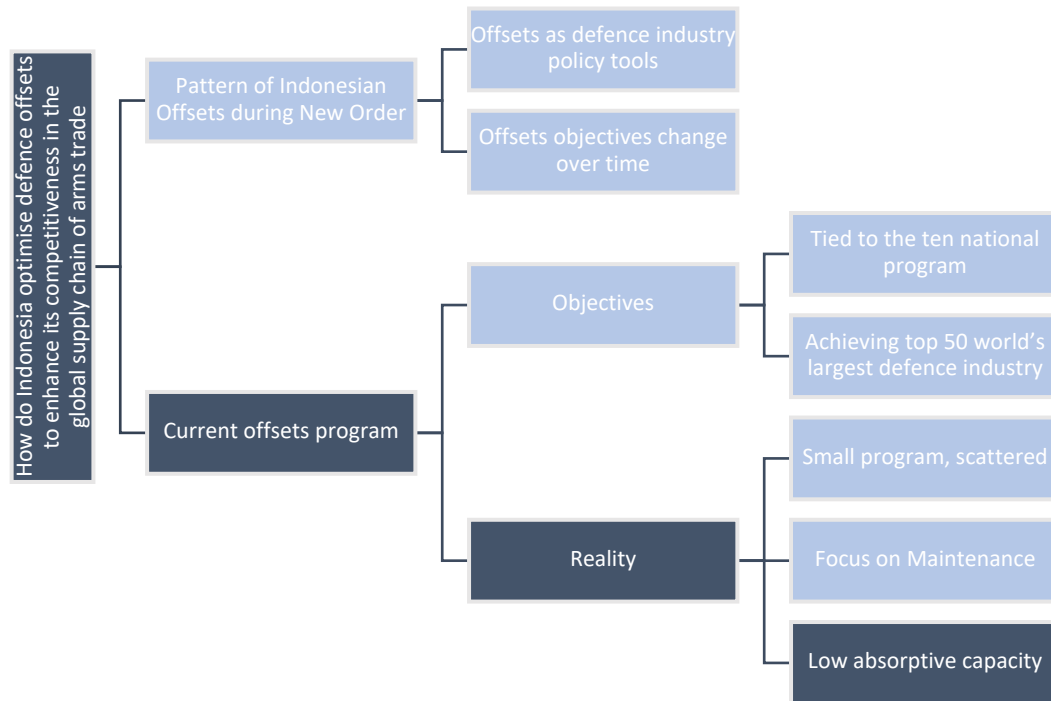 How do Indonesia optimise defence offsets
to enhance its competitiveness in the
global supply chain of arms trade
Pattern of Indonesian
Offsets during New Order
Offsets as defence industry
policy tools
Offsets objectives change
over time
Current offsets program
Objectives
Tied to the ten national
program
Achieving top 50 world’s
largest defence industry
Reality
Small program, scattered
Focus on Maintenance
Low absorptive capacity